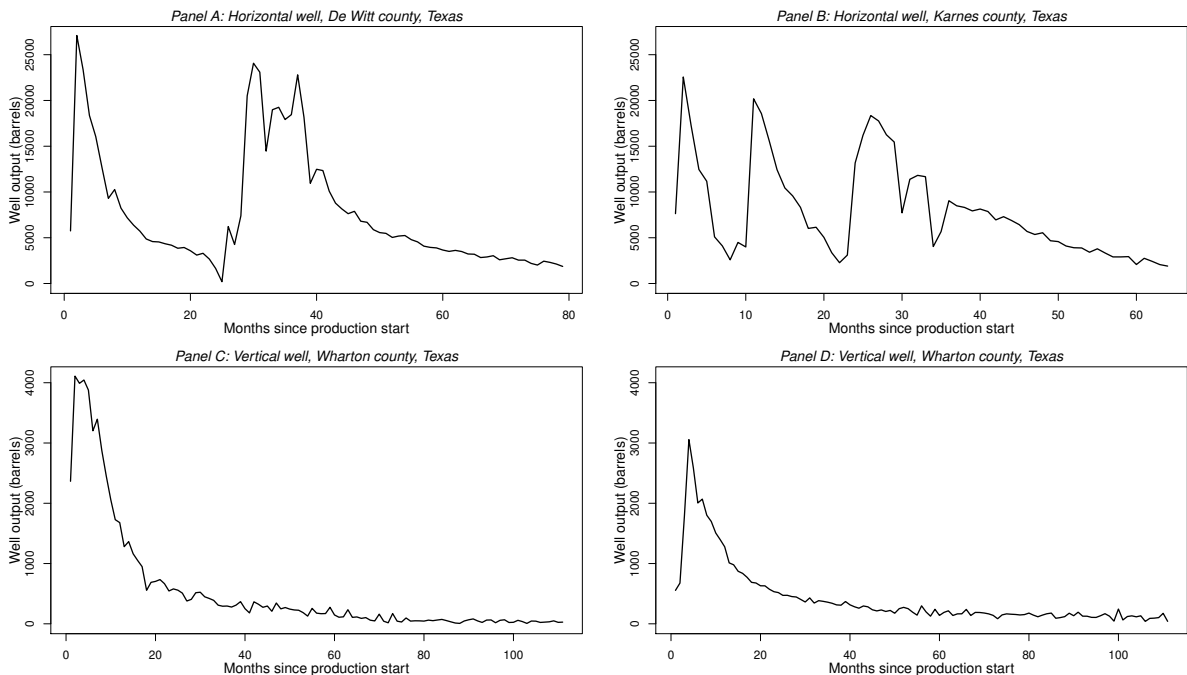 Panel A: Horizontal well, De Witt county, Texas
Well output (barrels)
25000
20000
15000
10000
5000
0
0 20 40 60 80
Months since production start
Panel B: Horizontal well, Karnes county, Texas
Well output (barrels)
25000
20000
15000
10000
5000
0
0 10 20 30 40 50 60
Months since production start
Panel C: Vertical well, Wharton county, Texas
Well output (barrels)
4000
3000
2000
1000
0
0 20 40 60 80 100
Months since production start
Panel D: Vertical well, Wharton county, Texas
Well output (barrels)
4000
3000
2000
1000
0
0 20 40 60 80 100
Months since production start